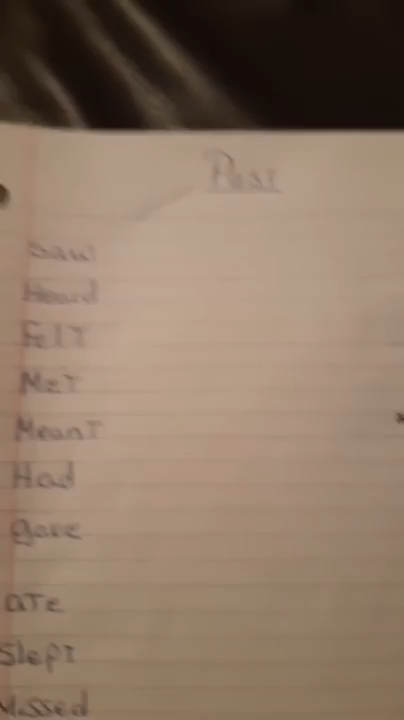 Past
Saw
Heard
FelT
MeT
MeanT
Had
gave
aTe
SlepT
Missed